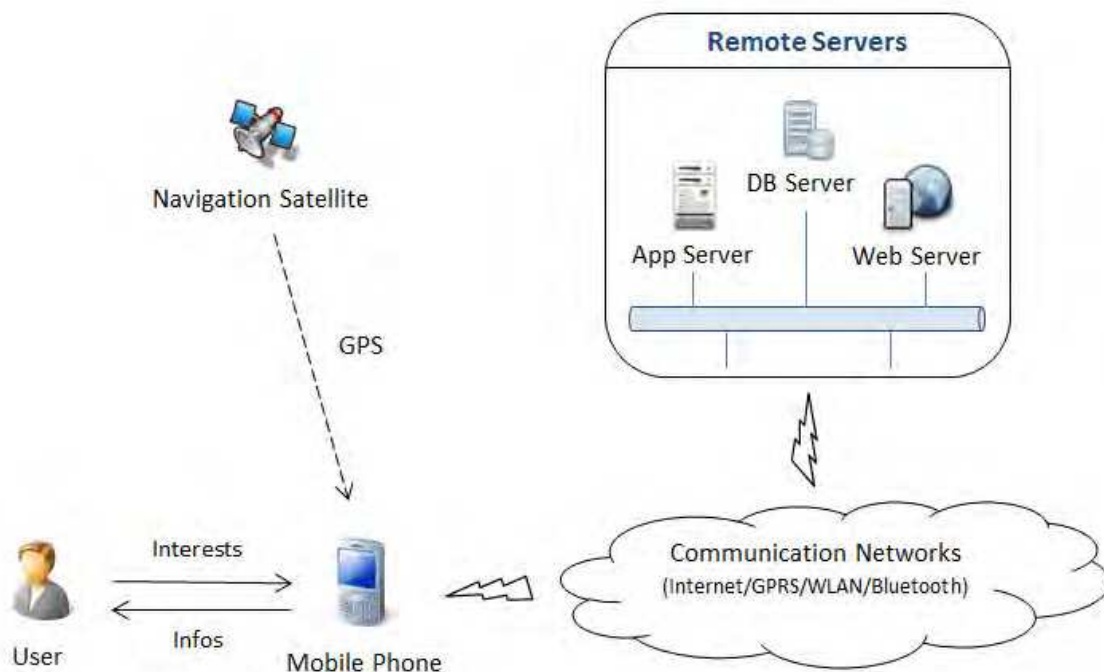 Remote Servers
Navigation Satellite
DB Server
App Server
Web Server
GPS
Interests
Infos
User
Mobile Phone
Communication Networks
(Internet/GPRS/WLAN/Bluetooth)